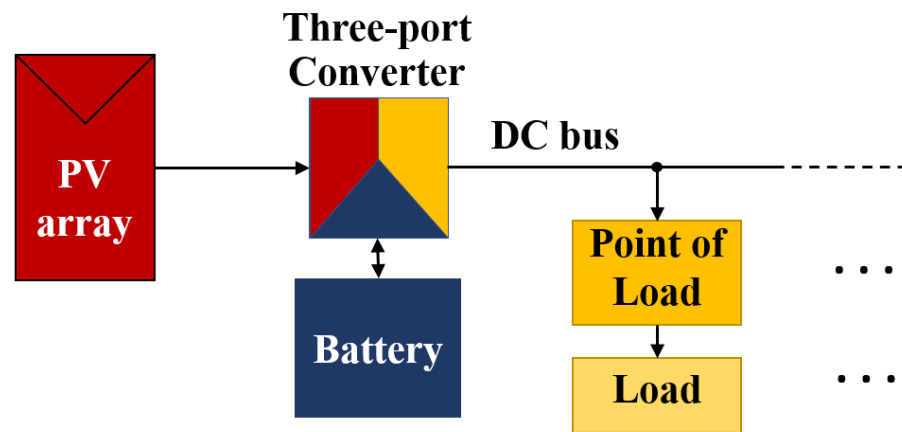 Three-port
Converter
PV
array
DC bus
Point of
Load
. . .
Battery
Load
. . .